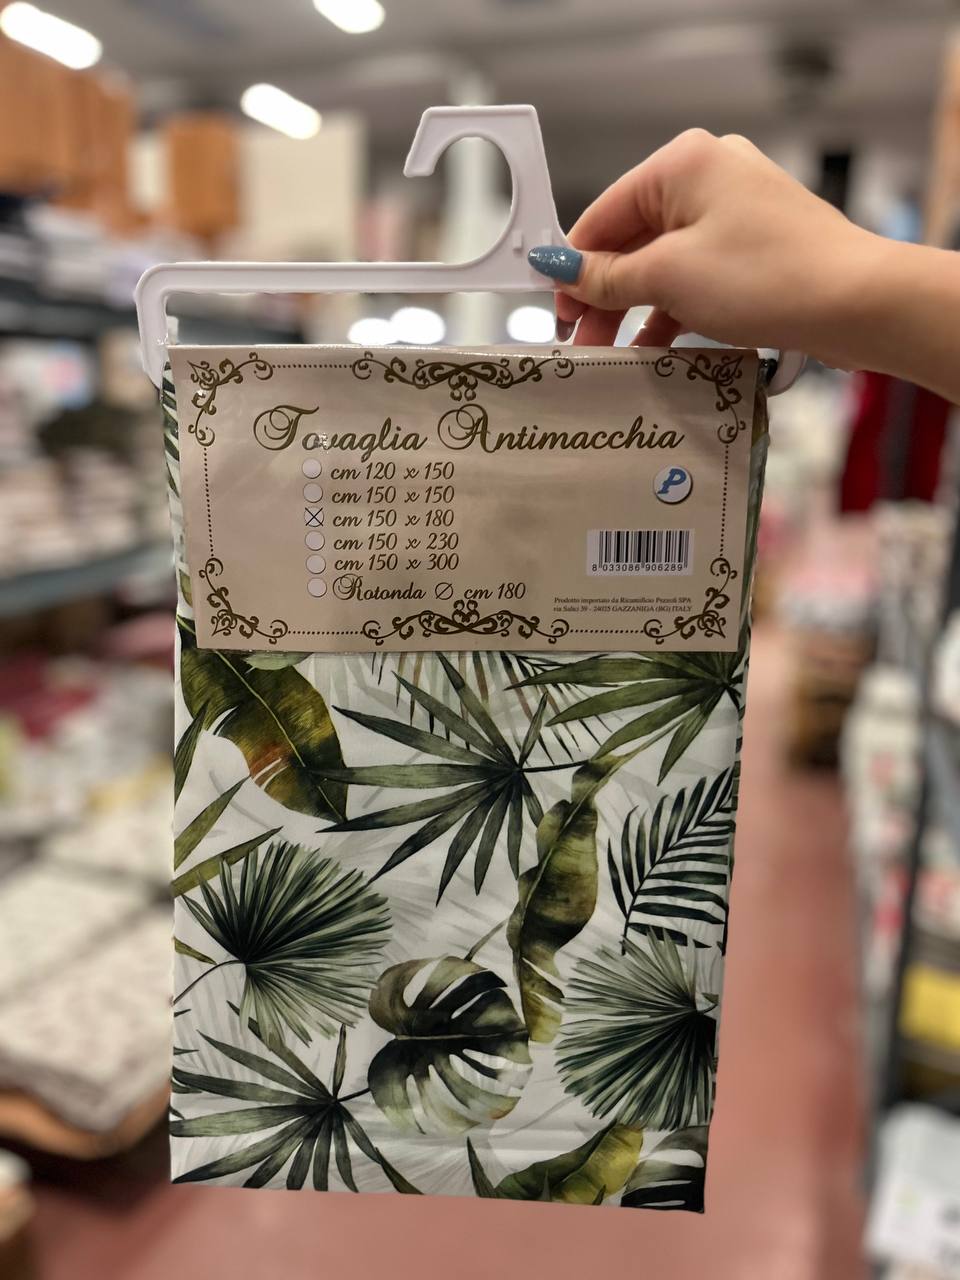 Tovaglia Antimacchia
cm 120 x 150
cm 150 x 150
cm 150 x 180
cm 150 x 230
cm 150 x 300
Rotonda Ø cm 180
P
8 033086 906289
Prodotto importato da Ricamificio Pezzoli SPA
via Salici 39 - 24025 GAZZANIGA (BG) ITALY